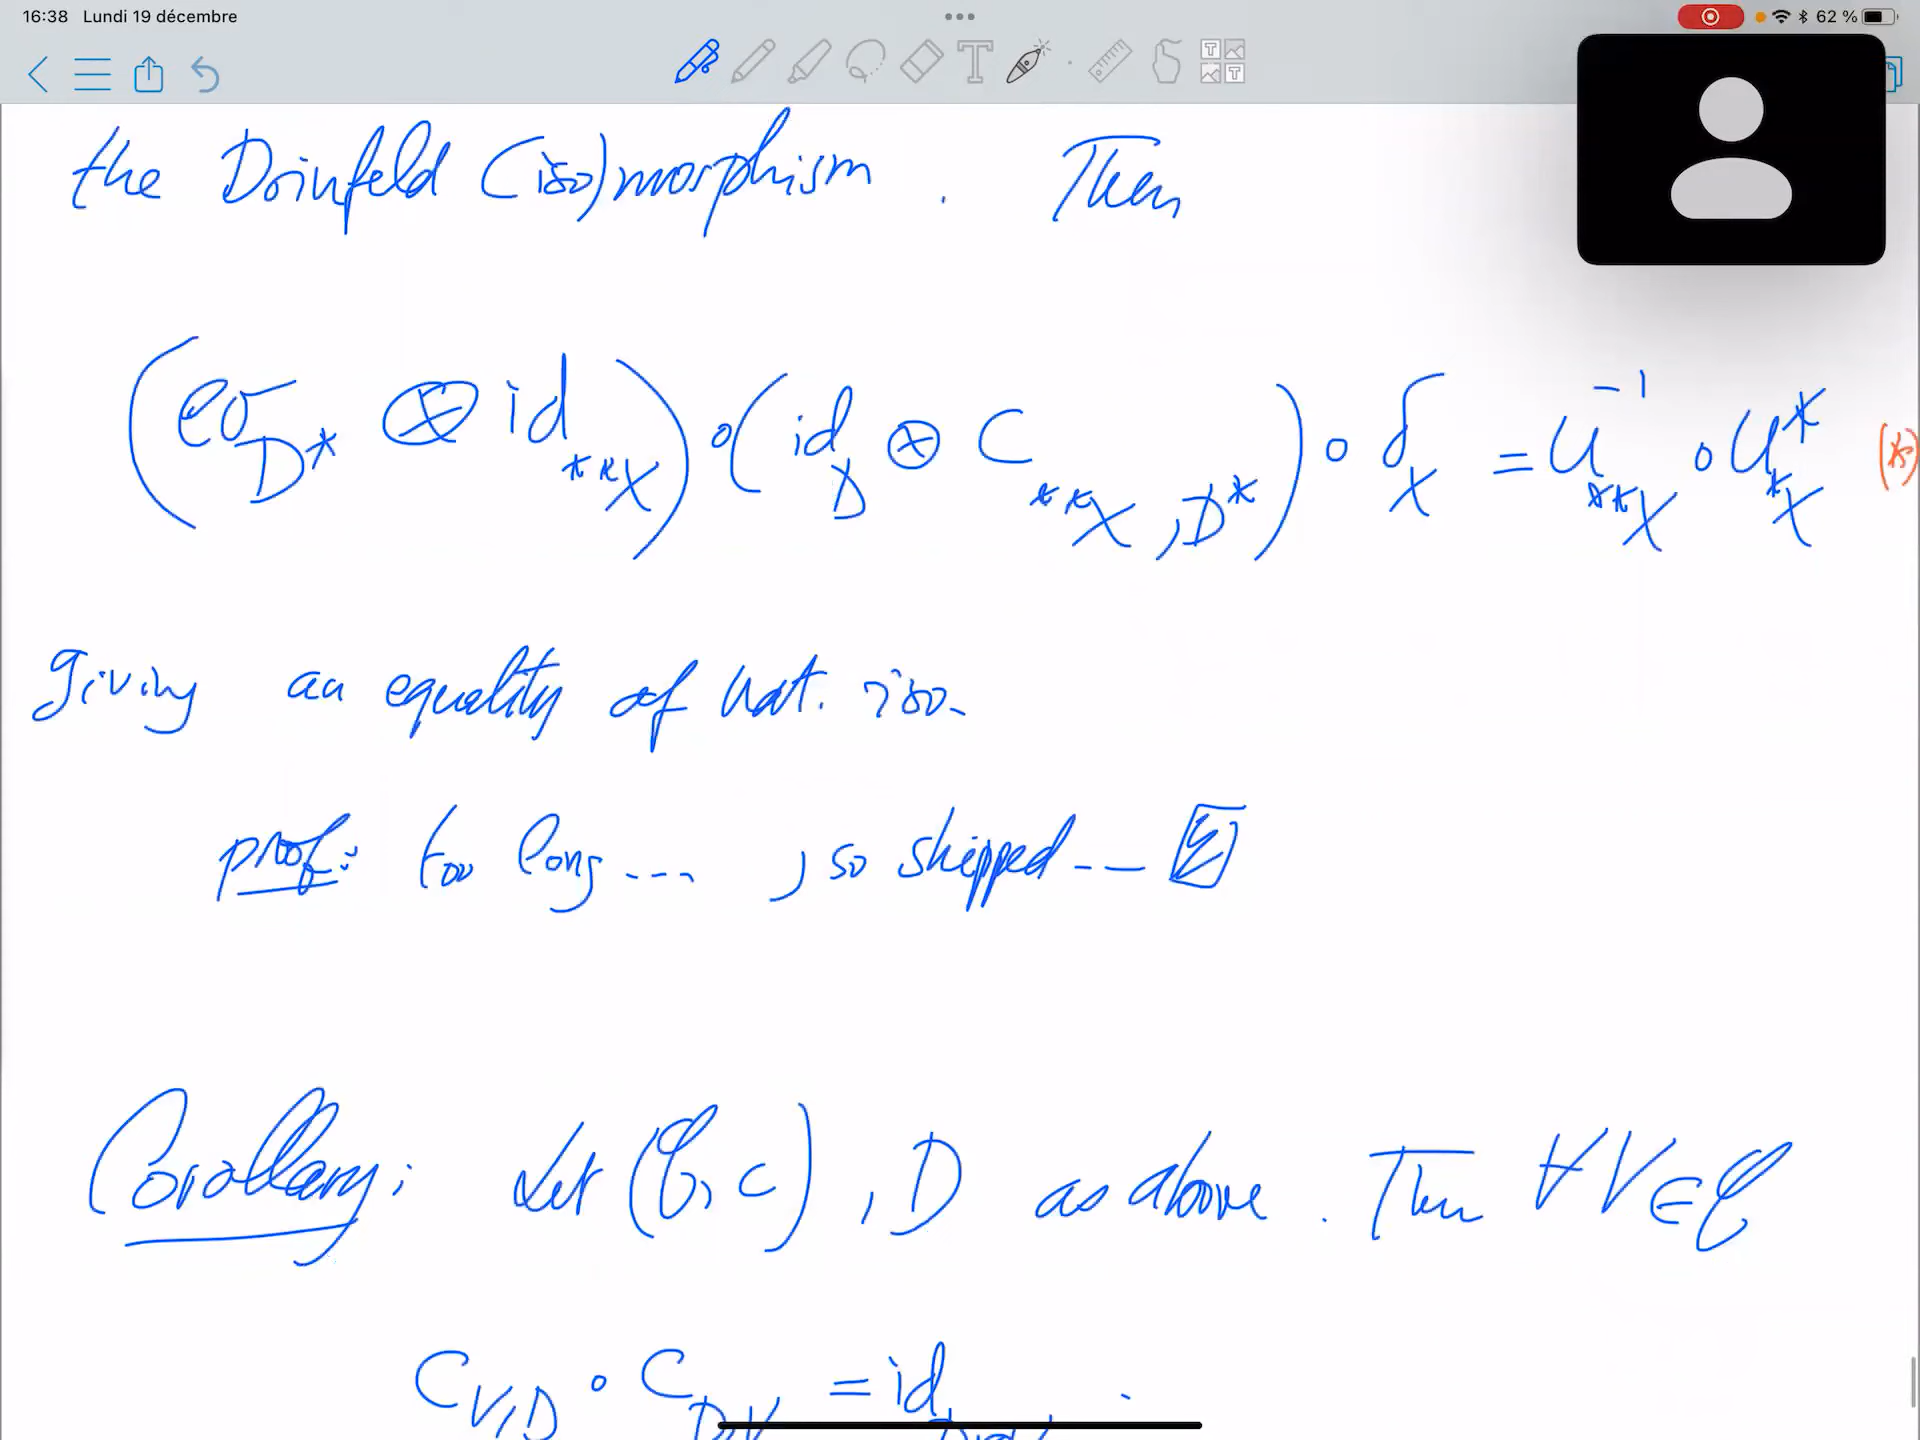 16:38 Lundi 19 décembre 62 %
the Drinfeld (iso)morphism. Then
(ev_{D*} ⊗ id_{**X}) ∘ (id_D ⊗ C_{**X, D*}) ∘ δ_X = u^{-1}_{**X} ∘ u^*_{*X} (*)
giving an equality of nat. iso.
proof: too long... , so skipped -- 
Corollary: Let (𝒞, c), D as above. Then ∀V∈𝒞
C_{V,D} ∘ C_{D,V} = id